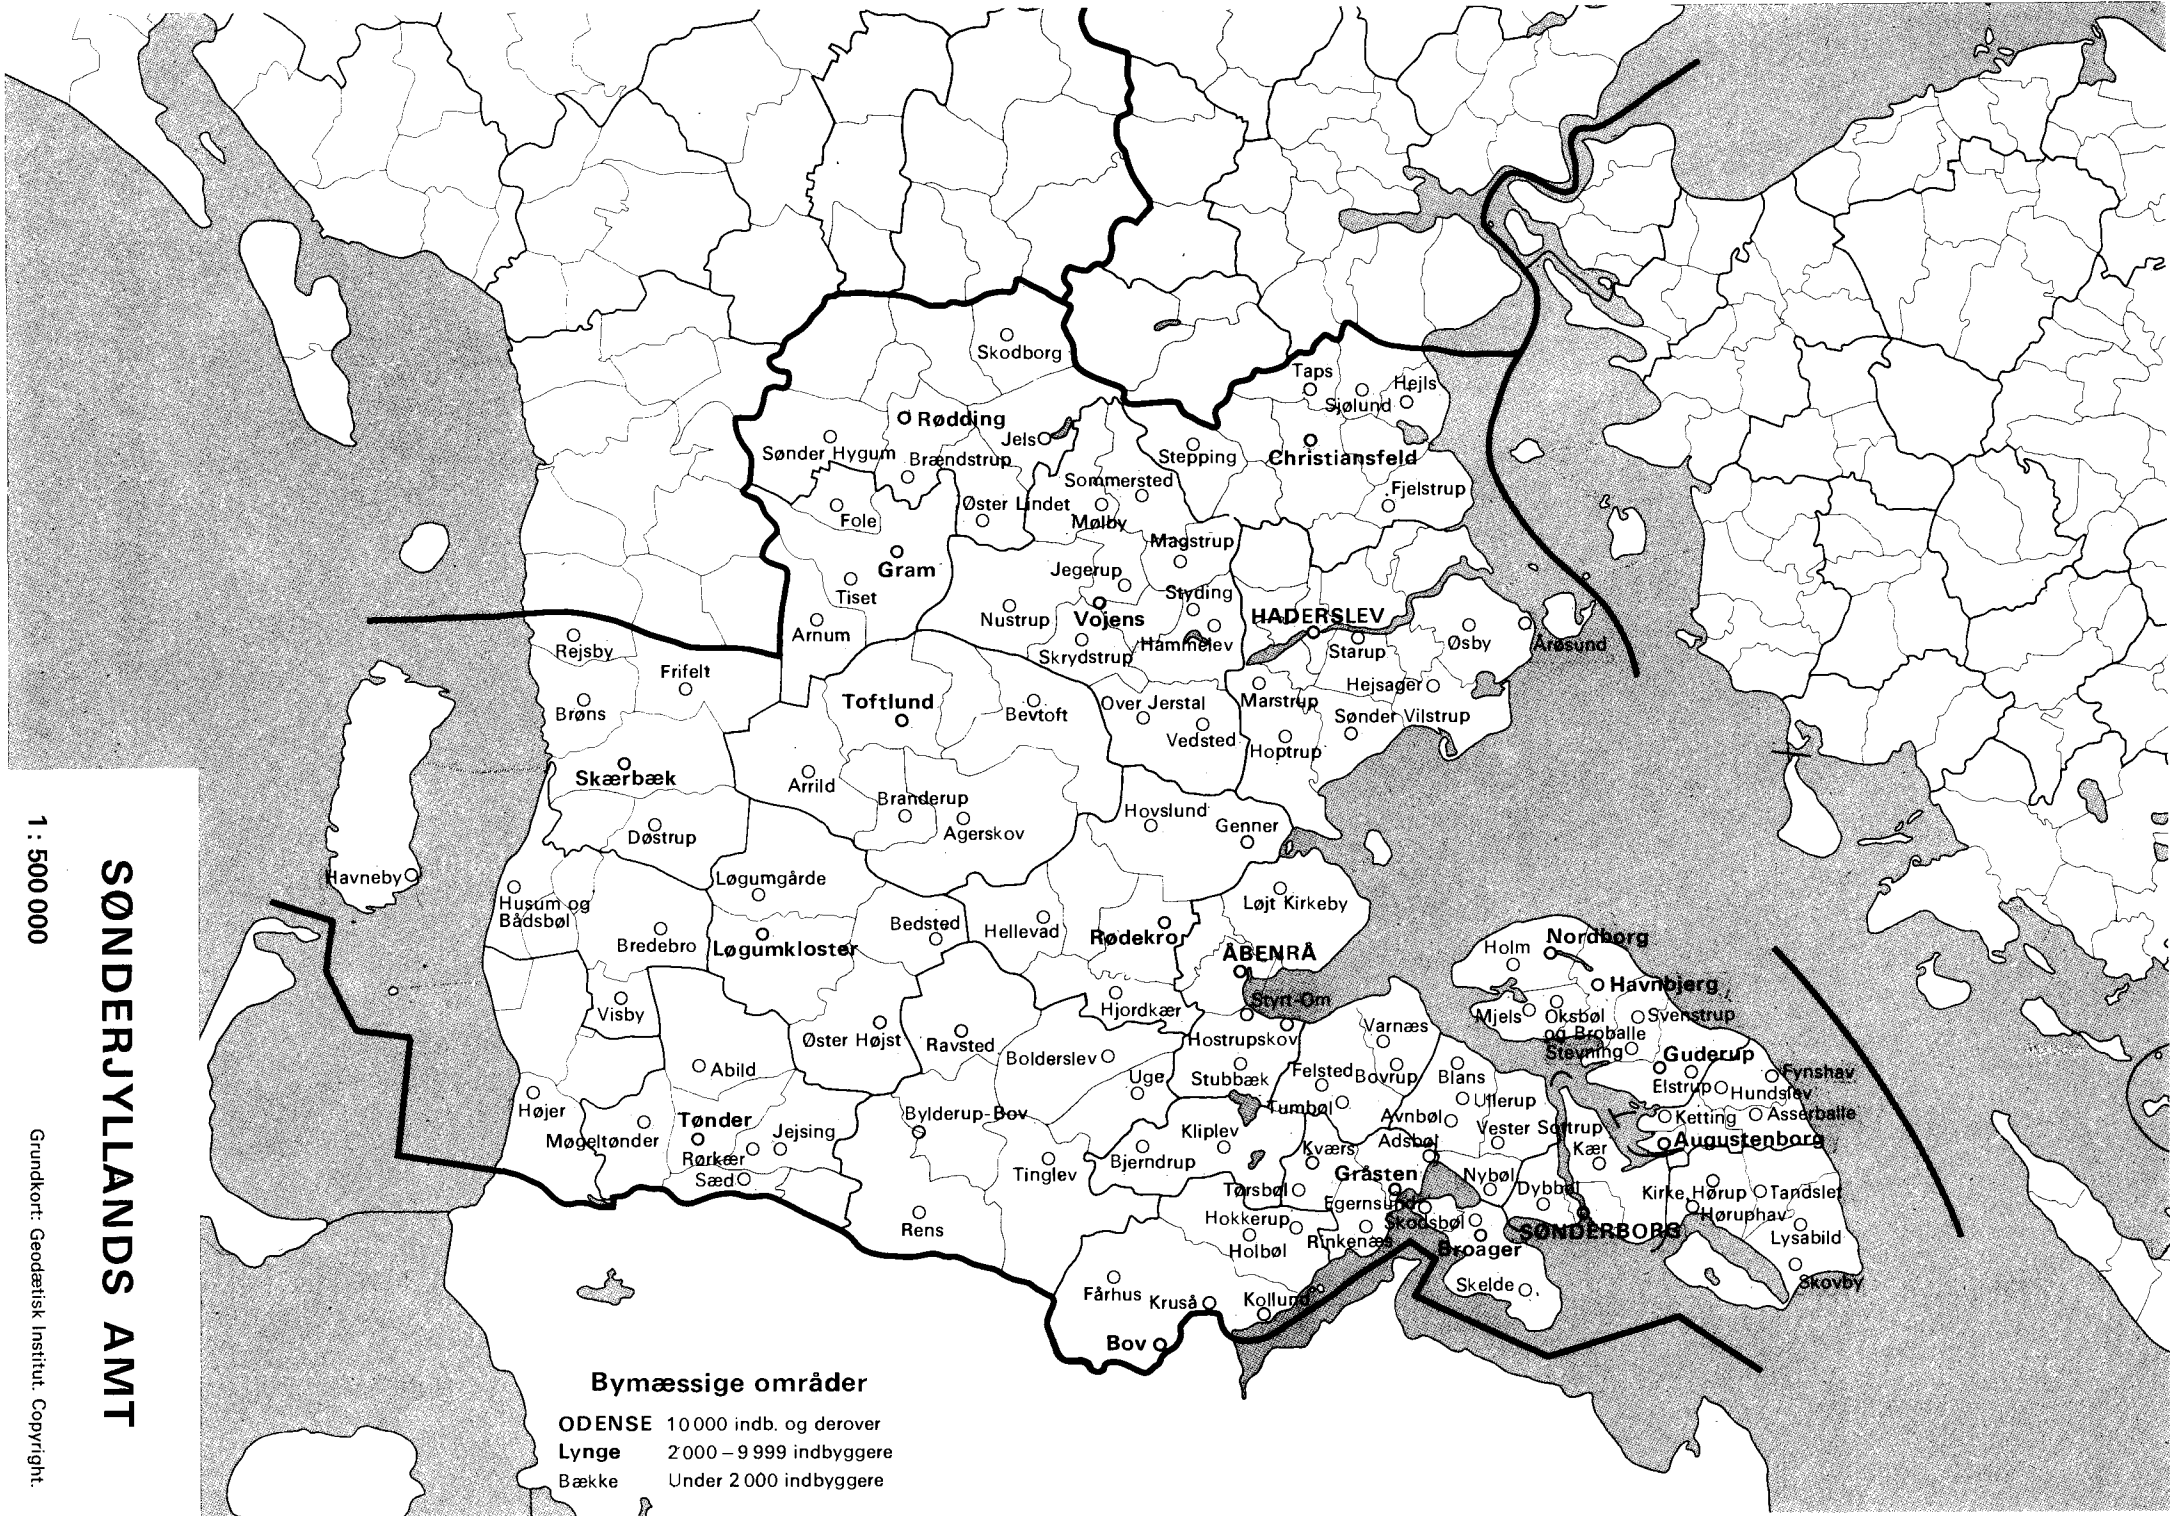 SØNDERJYLLANDS AMT
1: 500 000
Grundkort: Geodætisk Institut. Copyright.
Skodborg
Taps
Hejls
Sjølund
Rødding
Jels
Sønder Hygum
Brændstrup
Stepping
Christiansfeld
Sommersted
Fjelstrup
Øster Lindet
Fole
Mølby
Magstrup
Gram
Jegerup
Tiset
Styding
Nustrup
Vojens
HADERSLEV
Arnum
Hammelev
Øsby
Årøsund
Rejsby
Skrydstrup
Starup
Frifelt
Hejsager
Toftlund
Over Jerstal
Marstrup
Brøns
Bevtoft
Sønder Vilstrup
Vedsted
Hoptrup
Skærbæk
Arrild
Branderup
Hovslund
Agerskov
Genner
Døstrup
Havneby
Løgumgårde
Husum og
Bådsbøl
Løjt Kirkeby
Bedsted
Hellevad
Rødekro
Bredebro
Løgumkloster
ÅBENRÅ
Nordborg
Holm
Havnbjerg
Styrt-Om
Visby
Hjordkær
Mjels
Oksbøl
og Broballe
Svenstrup
Varnæs
Øster Højst
Ravsted
Hostrupskov
Bolderslev
Stevning
Guderup
Abild
Uge
Stubbæk
Felsted
Bovrup
Blans
Fynshav
Elstrup
Hundslev
Højer
Tumbøl
Ullerup
Avnbøl
Ketting
Asserballe
Bylderup-Bov
Tønder
Møgeltønder
Jejsing
Kliplev
Adsbøl
Vester Sottrup
Augustenborg
Rørkær
Kværs
Kær
Sæd
Tinglev
Bjerndrup
Gråsten
Nybøl
Dybbøl
Tørsbøl
Kirke Hørup
Tandslet
Egernsund
Høruphav
Rens
Hokkerup
Skodsbøl
SØNDERBORG
Lysabild
Holbøl
Rinkenæs
Broager
Skovby
Skelde
Fårhus
Kruså
Kollund
Bov
Bymæssige områder
ODENSE 10 000 indb. og derover
Lynge 2 000 – 9 999 indbyggere
Bække Under 2 000 indbyggere